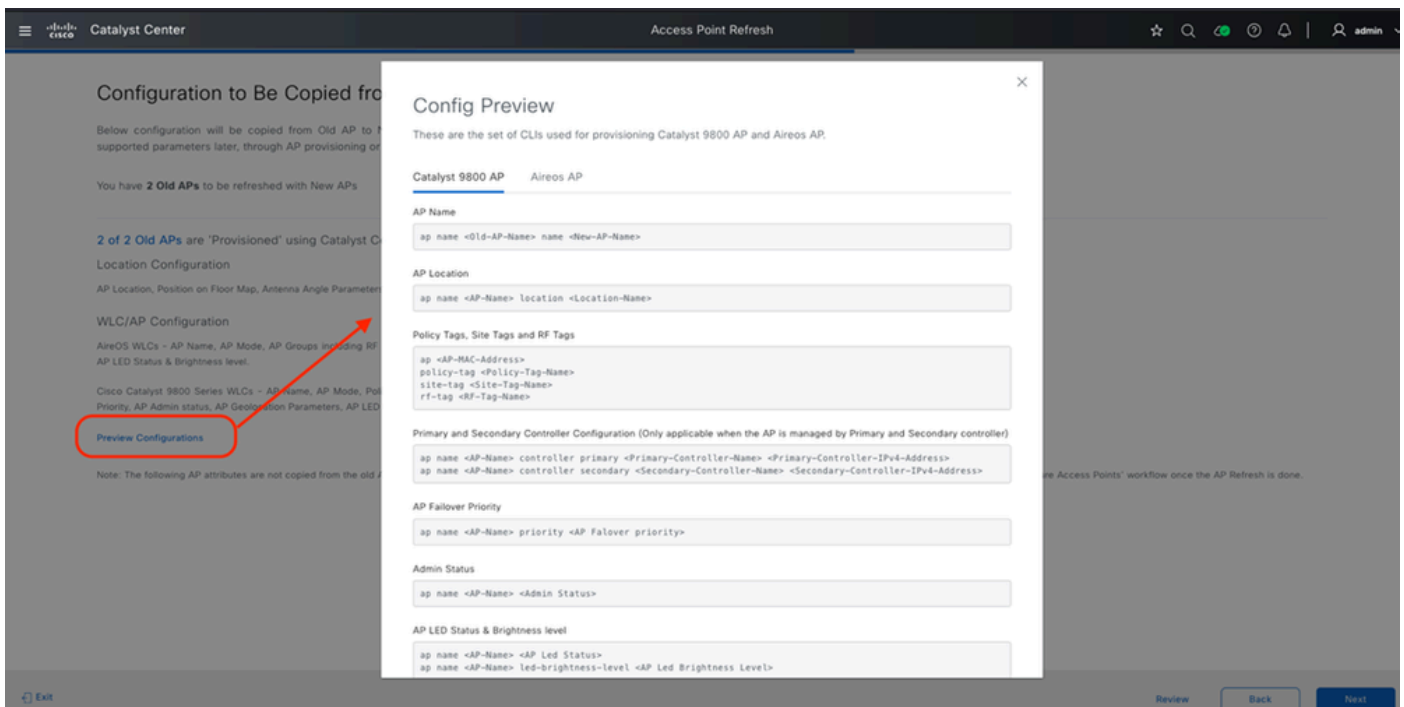 CISCO
Catalyst Center
Access Point Refresh
admin
Configuration to Be Copied fro
Below configuration will be copied from Old AP to
supported parameters later, through AP provisioning or
You have 2 Old APs to be refreshed with New APs
2 of 2 Old APs are 'Provisioned' using Catalyst C
Location Configuration
AP Location, Position on Floor Map, Antenna Angle Parameter
WLC/AP Configuration
AireOS WLCs - AP Name, AP Mode, AP Groups including RF
AP LED Status & Brightness level.
Cisco Catalyst 9800 Series WLCs - AP Name, AP Mode, Pol
Priority, AP Admin status, AP Geolocation Parameters, AP LED
Preview Configurations
Note: The following AP attributes are not copied from the old
re Access Points' workflow once the AP Refresh is done.
Config Preview
These are the set of CLIs used for provisioning Catalyst 9800 AP and Aireos AP.
Catalyst 9800 AP Aireos AP
AP Name
ap name <Old-AP-Name> name <New-AP-Name>
AP Location
ap name <AP-Name> location <Location-Name>
Policy Tags, Site Tags and RF Tags
ap <AP-MAC-Address>
policy-tag <Policy-Tag-Name>
site-tag <Site-Tag-Name>
rf-tag <RF-Tag-Name>
Primary and Secondary Controller Configuration (Only applicable when the AP is managed by Primary and Secondary controller)
ap name <AP-Name> controller primary <Primary-Controller-Name> <Primary-Controller-IPv4-Address>
ap name <AP-Name> controller secondary <Secondary-Controller-Name> <Secondary-Controller-IPv4-Address>
AP Failover Priority
ap name <AP-Name> priority <AP Falover priority>
Admin Status
ap name <AP-Name> <Admin Status>
AP LED Status & Brightness level
ap name <AP-Name> <AP Led Status>
ap name <AP-Name> led-brightness-level <AP Led Brightness Level>
Exit
Review
Back
Next